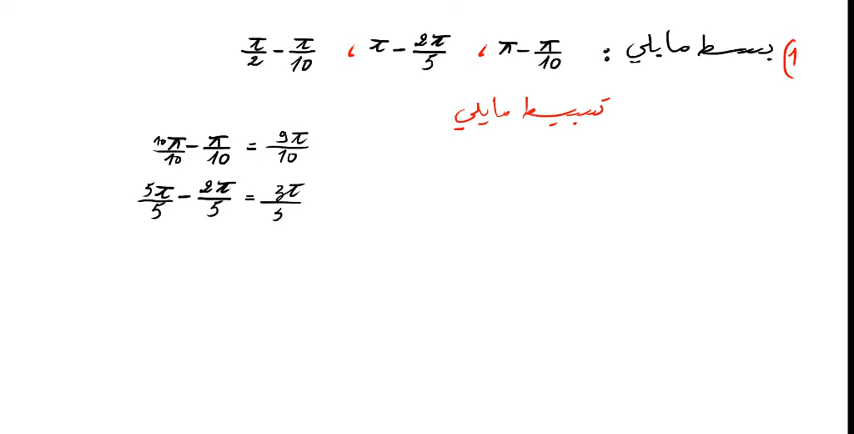 1) بسط مايلي : π - π/10 ، π - 2π/5 ، π/2 - π/10
تبسيط مايلي
10π/10 - π/10 = 9π/10
5π/5 - 2π/5 = 3π/5